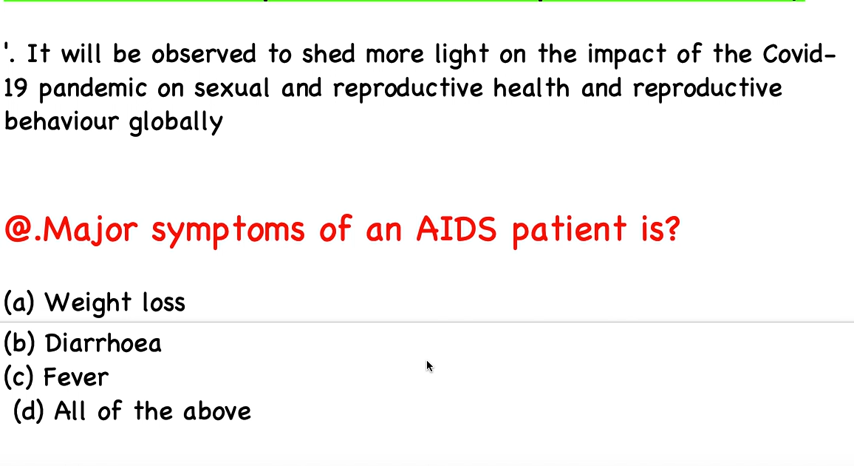 '. It will be observed to shed more light on the impact of the Covid-
19 pandemic on sexual and reproductive health and reproductive
behaviour globally
@.Major symptoms of an AIDS patient is?
(a) Weight loss
(b) Diarrhoea
(c) Fever
(d) All of the above